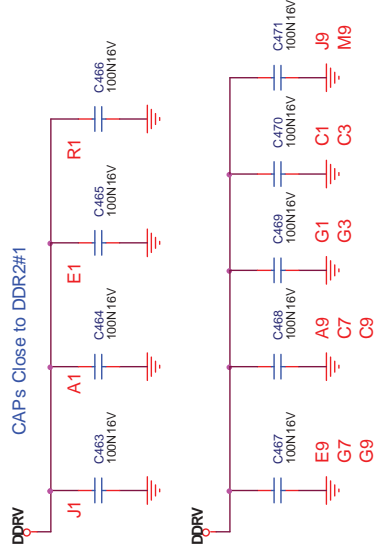 CAPs Close to DDR2#1
DDRV
J1
C463
100N16V
A1
C464
100N16V
E1
C465
100N16V
R1
C466
100N16V
DDRV
C467
100N16V
E9
G7
G9
C468
100N16V
A9
C7
C9
C469
100N16V
G1
G3
C470
100N16V
C1
C3
C471
100N16V
J9
M9